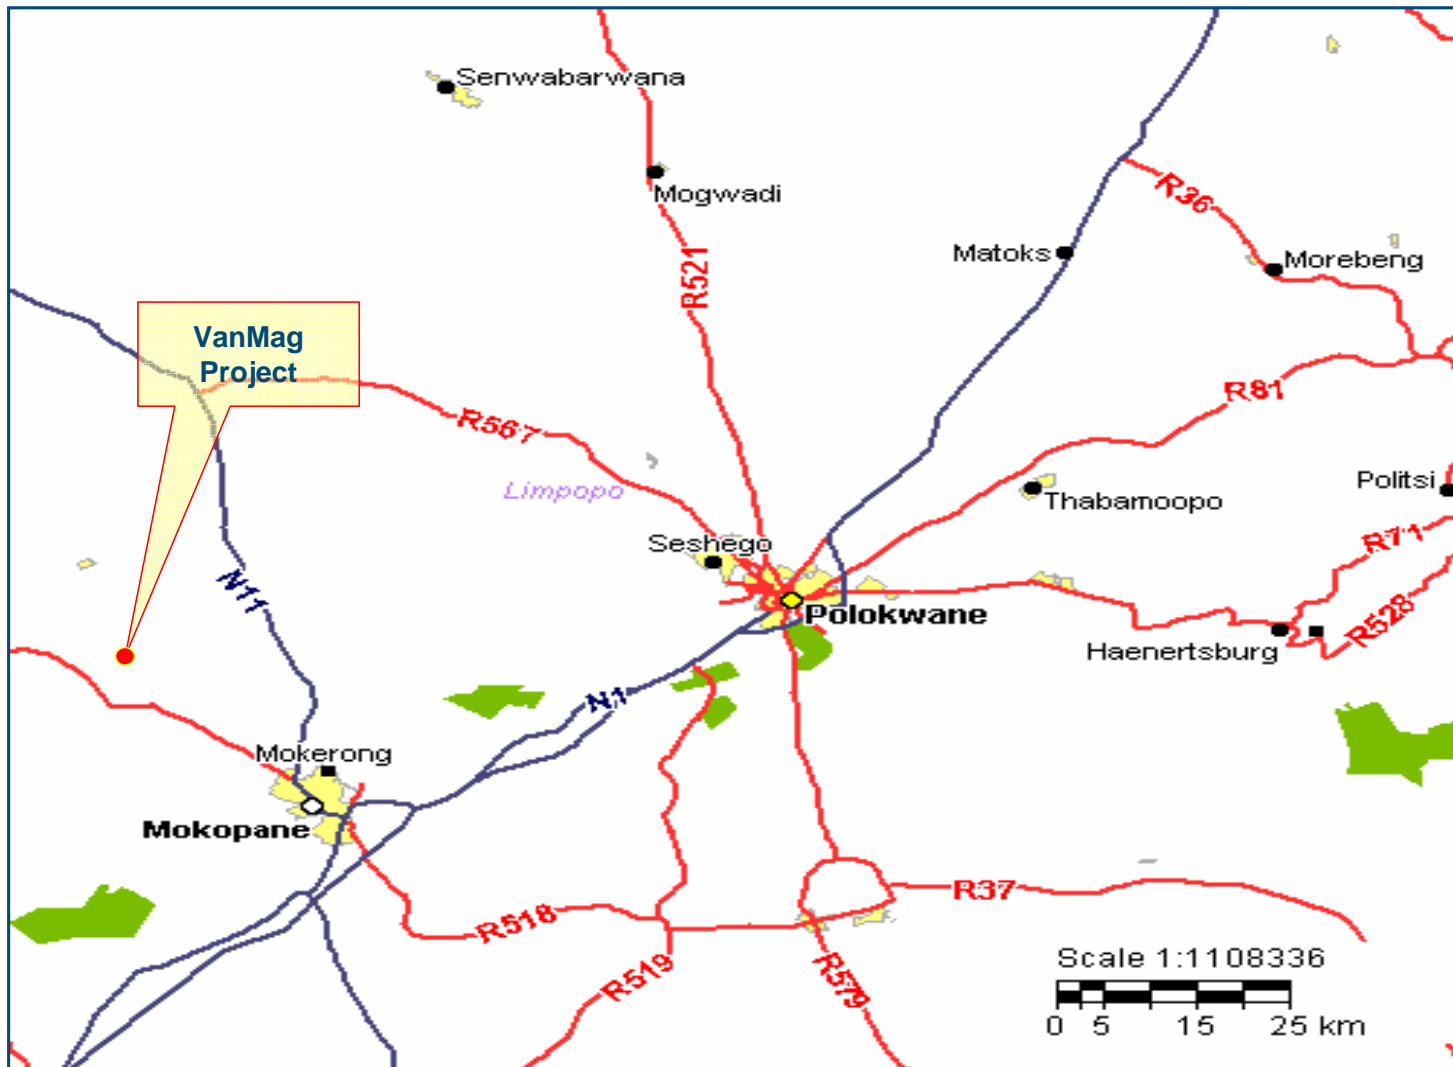 Senwabarwana
Mogwadi
R36
Matoks
Morebeng
R521
VanMag
Project
R81
R567
Limpopo
Politsi
Thabamoopo
Seshego
R71
N11
Polokwane
R528
Haenertsburg
N1
Mokerong
Mokopane
R37
R518
Scale 1:1108336
R519
R579
0 5 15 25 km